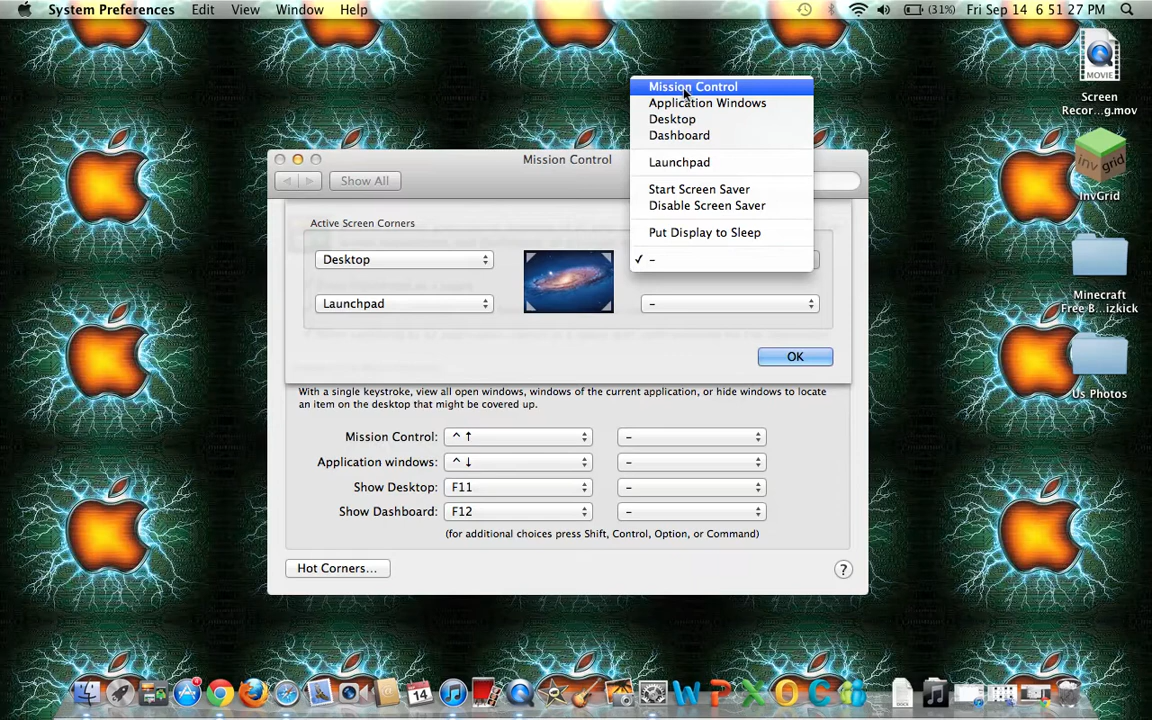 System Preferences Edit View Window Help (31%) Fri Sep 14 6 51 27 PM
MOVIE
Screen
Recor...g.mov
inv grid
InvGrid
Minecraft
Free B...izkick
Us Photos
Mission Control
Application Windows
Desktop
Dashboard
Launchpad
Start Screen Saver
Disable Screen Saver
Put Display to Sleep
✓ –
Mission Control
Show All
Active Screen Corners
Desktop
Launchpad –
OK
With a single keystroke, view all open windows, windows of the current application, or hide windows to locate
an item on the desktop that might be covered up.
Mission Control: ^ ↑ –
Application windows: ^ ↓ –
Show Desktop: F11 –
Show Dashboard: F12 –
(for additional choices press Shift, Control, Option, or Command)
Hot Corners... ?
14 W P X O C